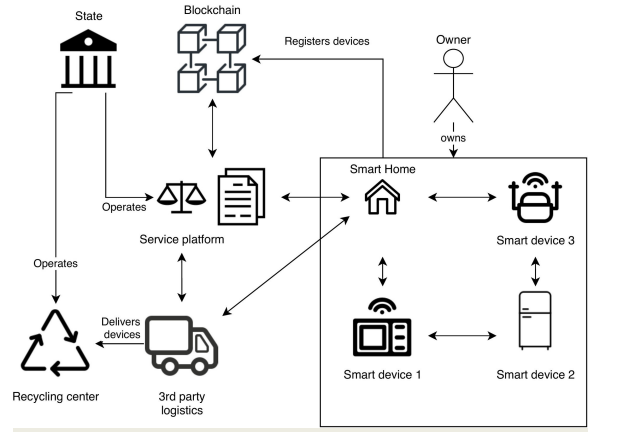 State
Blockchain
Registers devices
Owner
owns
Smart Home
Operates
Service platform
Smart device 3
Operates
Delivers
devices
Recycling center
3rd party
logistics
Smart device 1
Smart device 2